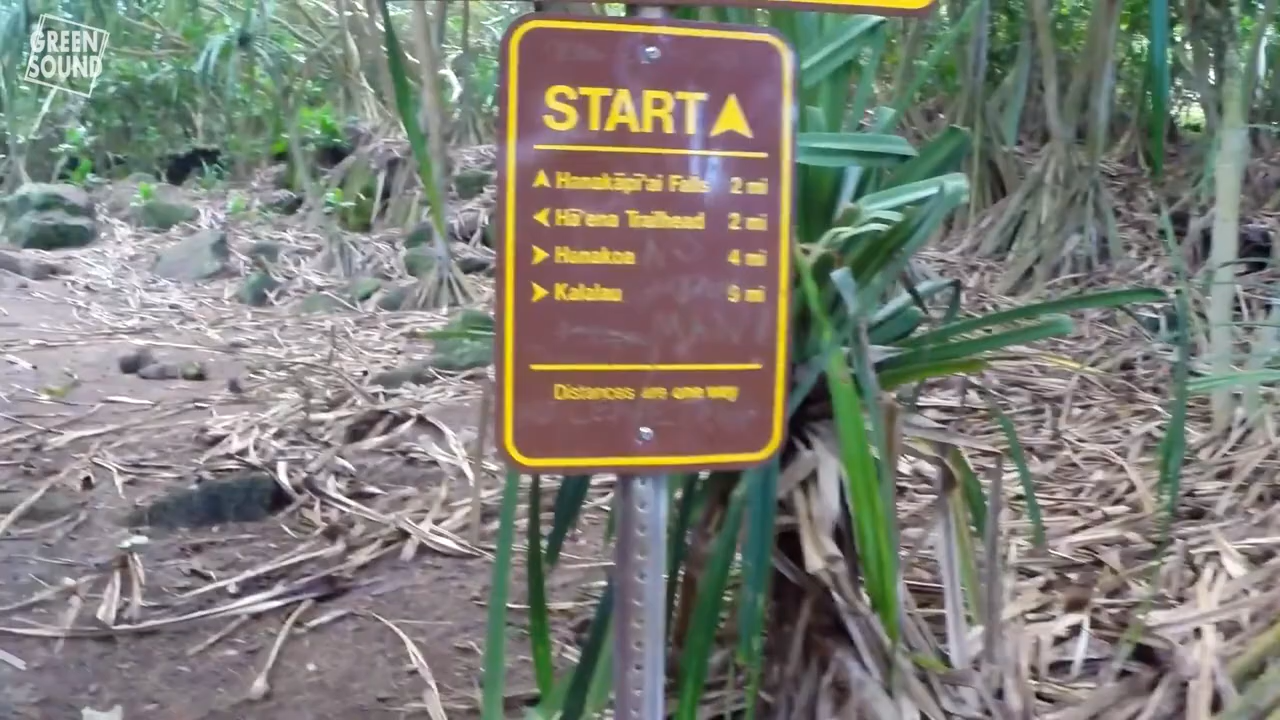 GREEN
SOUND
START
Hanakāpi'ai Falls 2 mi
Hā'ena Trailhead 2 mi
Hanakoa 4 mi
Kalalau 9 mi
Distances are one way